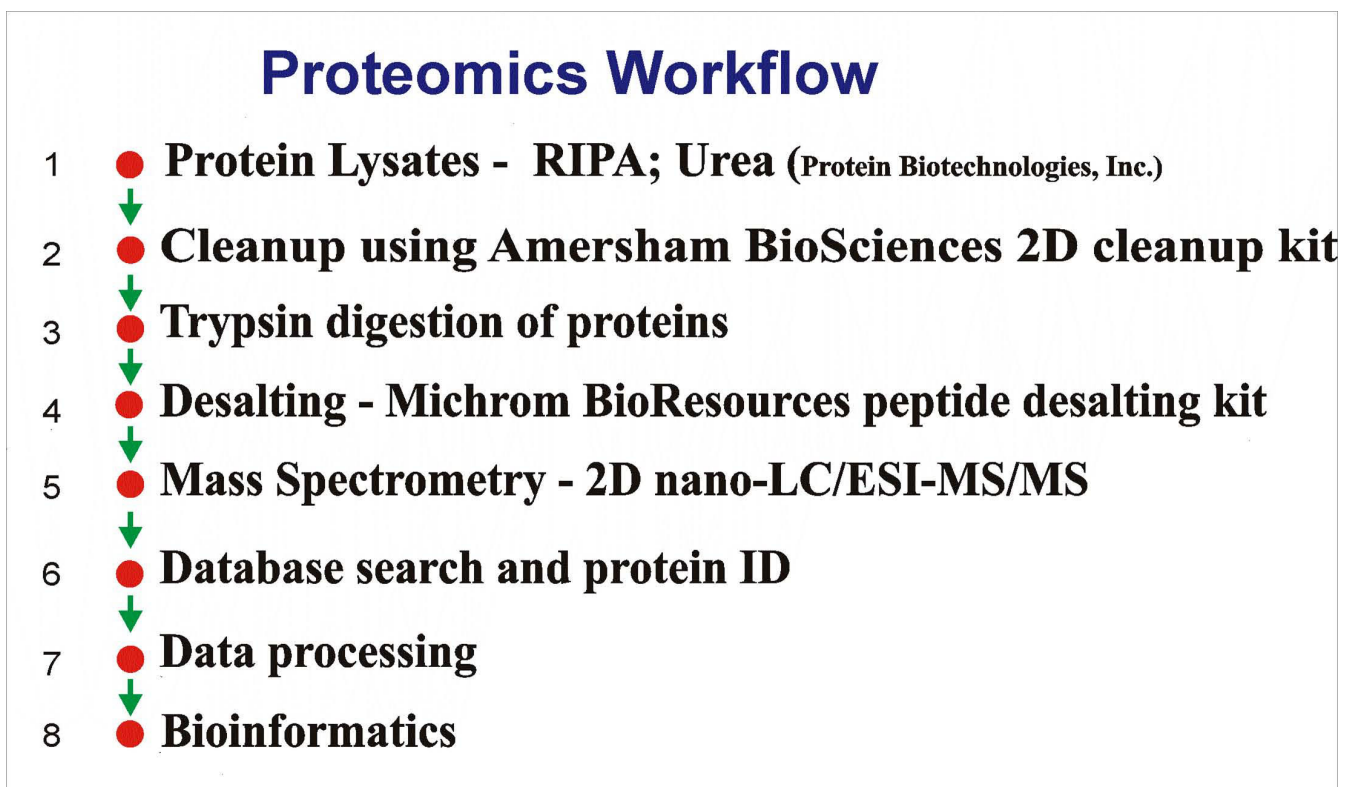 Proteomics Workflow
1 Protein Lysates - RIPA; Urea (Protein Biotechnologies, Inc.)
2 Cleanup using Amersham BioSciences 2D cleanup kit
3 Trypsin digestion of proteins
4 Desalting - Michrom BioResources peptide desalting kit
5 Mass Spectrometry - 2D nano-LC/ESI-MS/MS
6 Database search and protein ID
7 Data processing
8 Bioinformatics